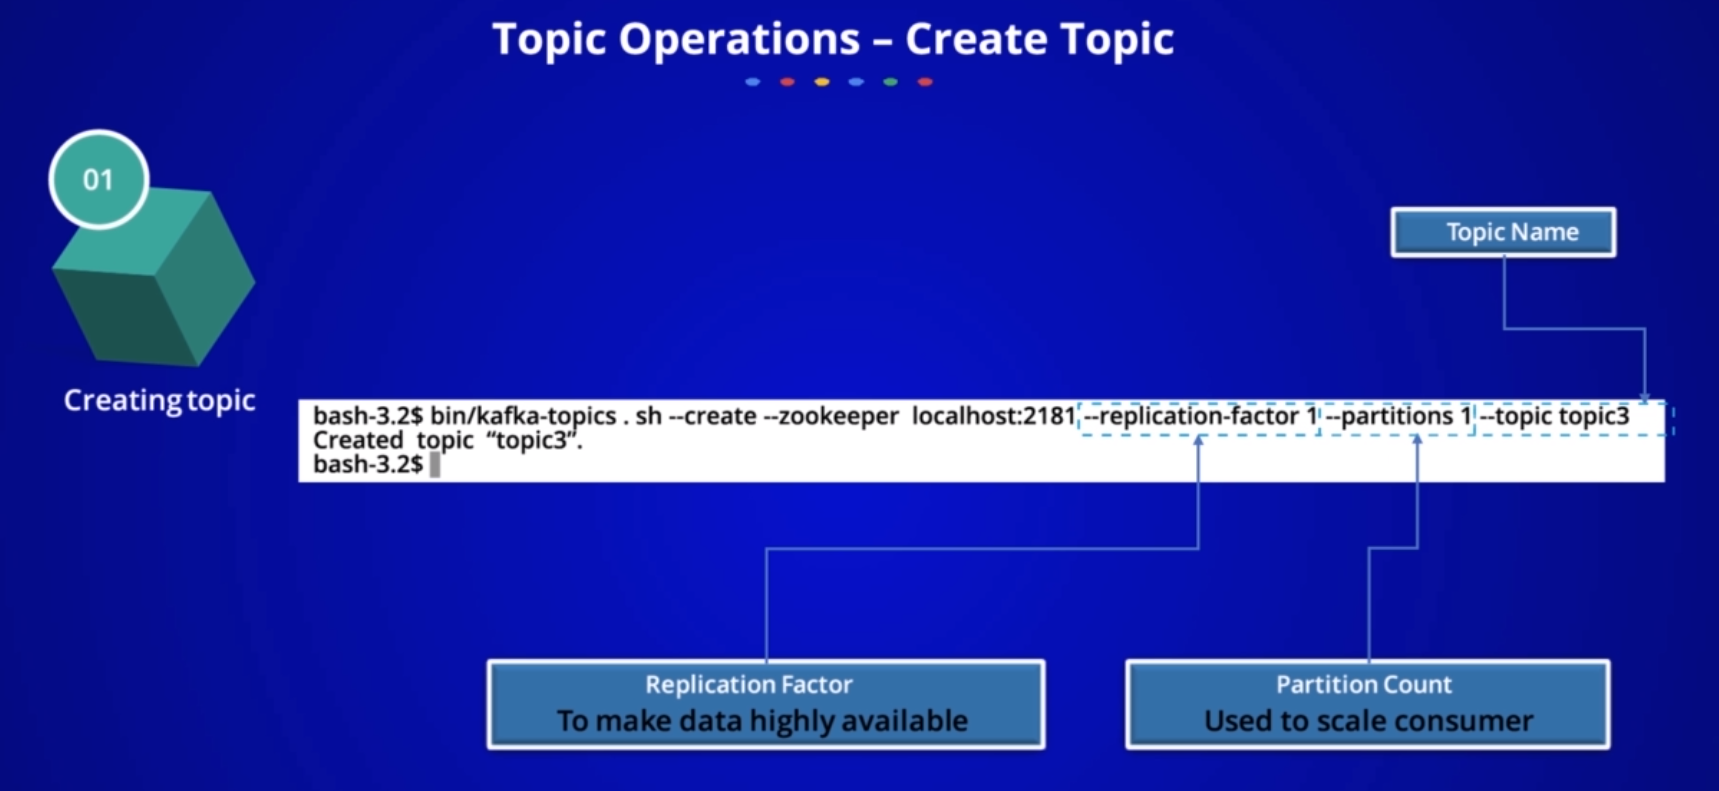 Topic Operations – Create Topic
01
Creating topic
Topic Name
bash-3.2$ bin/kafka-topics . sh --create --zookeeper localhost:2181 --replication-factor 1 --partitions 1 --topic topic3
Created topic “topic3”.
bash-3.2$
Replication Factor
To make data highly available
Partition Count
Used to scale consumer